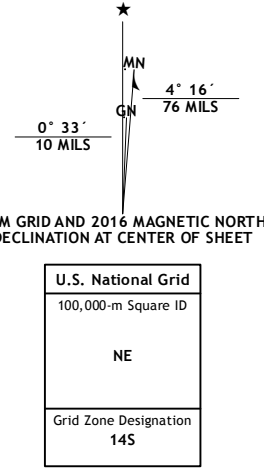 ★
MN
4° 16´
76 MILS
GN
0° 33´
10 MILS
M GRID AND 2016 MAGNETIC NORTH
DECLINATION AT CENTER OF SHEET
U.S. National Grid
100,000-m Square ID
NE
Grid Zone Designation
14S